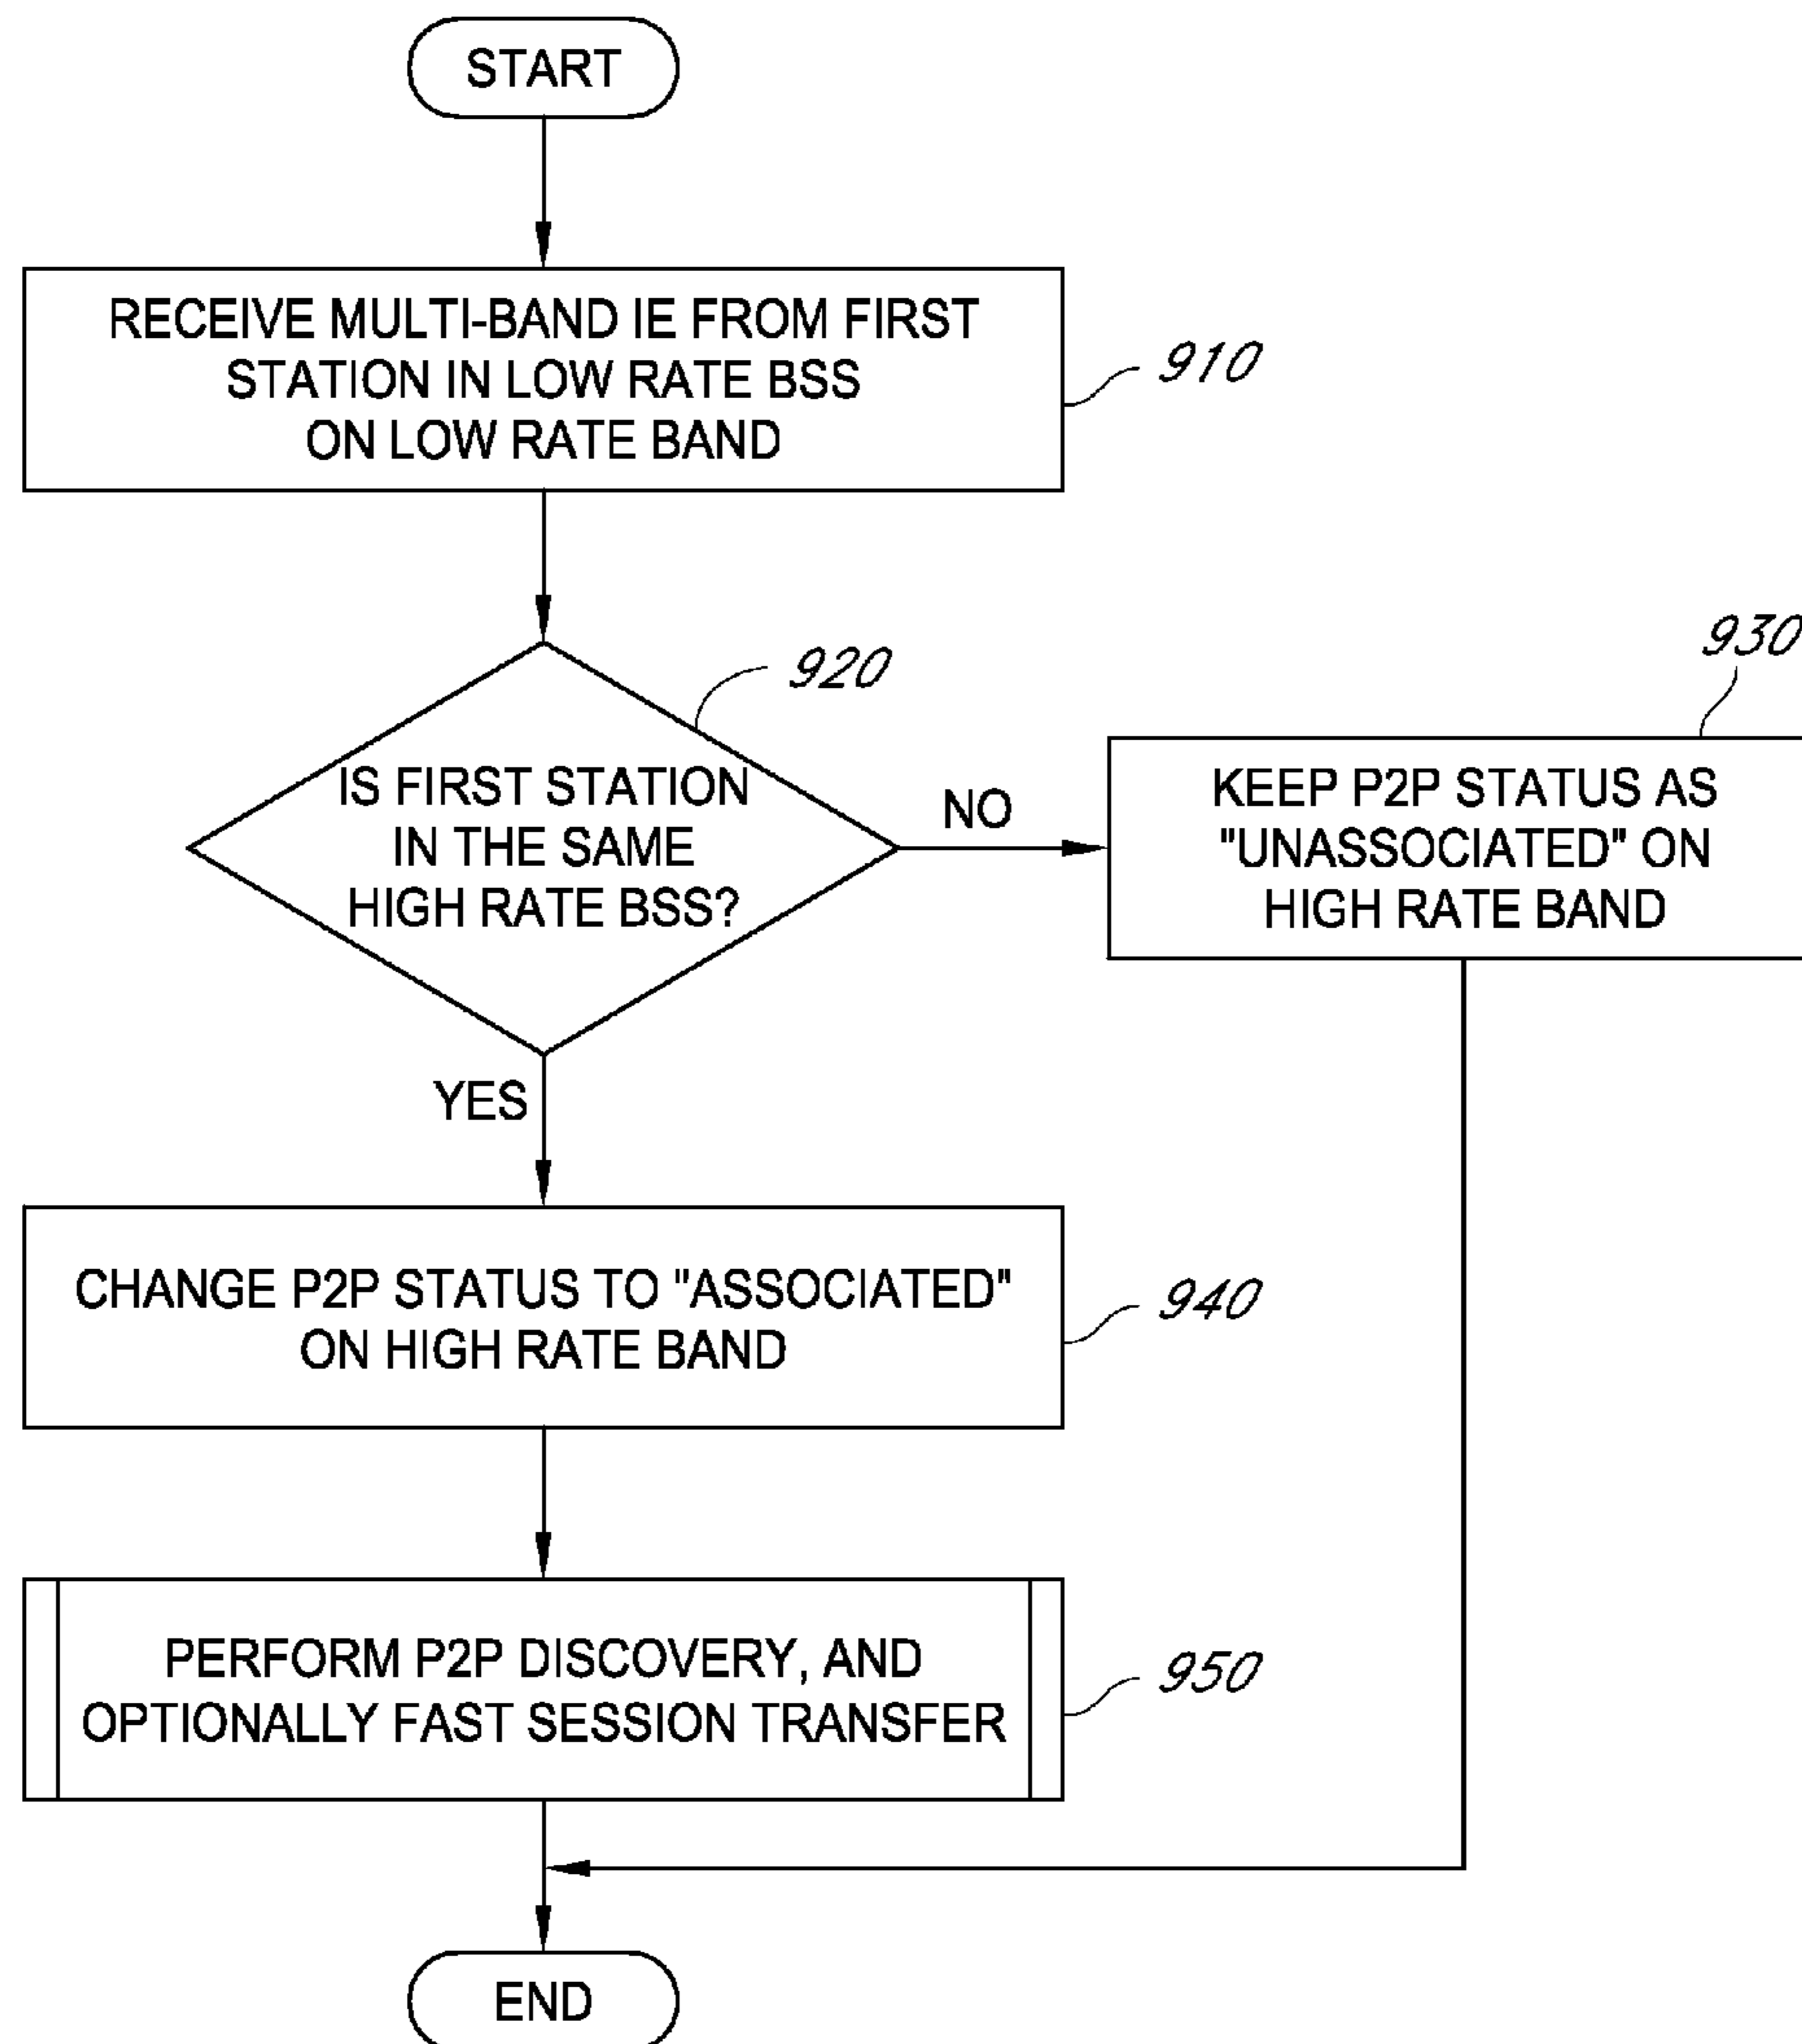 START
RECEIVE MULTI-BAND IE FROM FIRST
STATION IN LOW RATE BSS
ON LOW RATE BAND
910
920
IS FIRST STATION
IN THE SAME
HIGH RATE BSS?
NO
930
KEEP P2P STATUS AS
"UNASSOCIATED" ON
HIGH RATE BAND
YES
CHANGE P2P STATUS TO "ASSOCIATED"
ON HIGH RATE BAND
940
PERFORM P2P DISCOVERY, AND
OPTIONALLY FAST SESSION TRANSFER
950
END